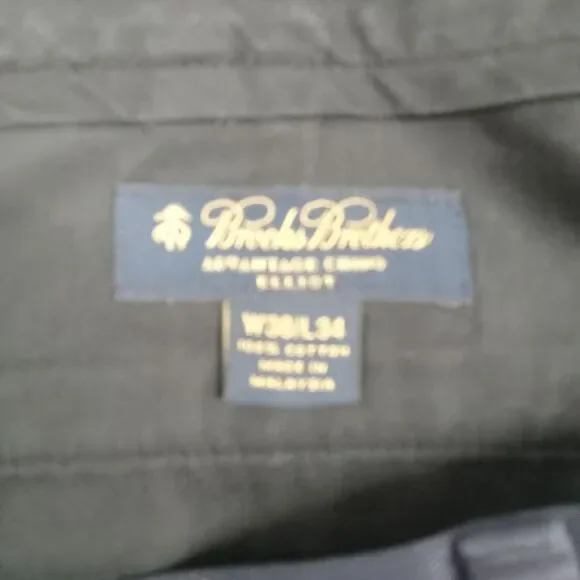 Brooks Brothers
ADVANTAGE CHINO
ELLIOT
W38/L34
100% COTTON
MADE IN
MALAYSIA